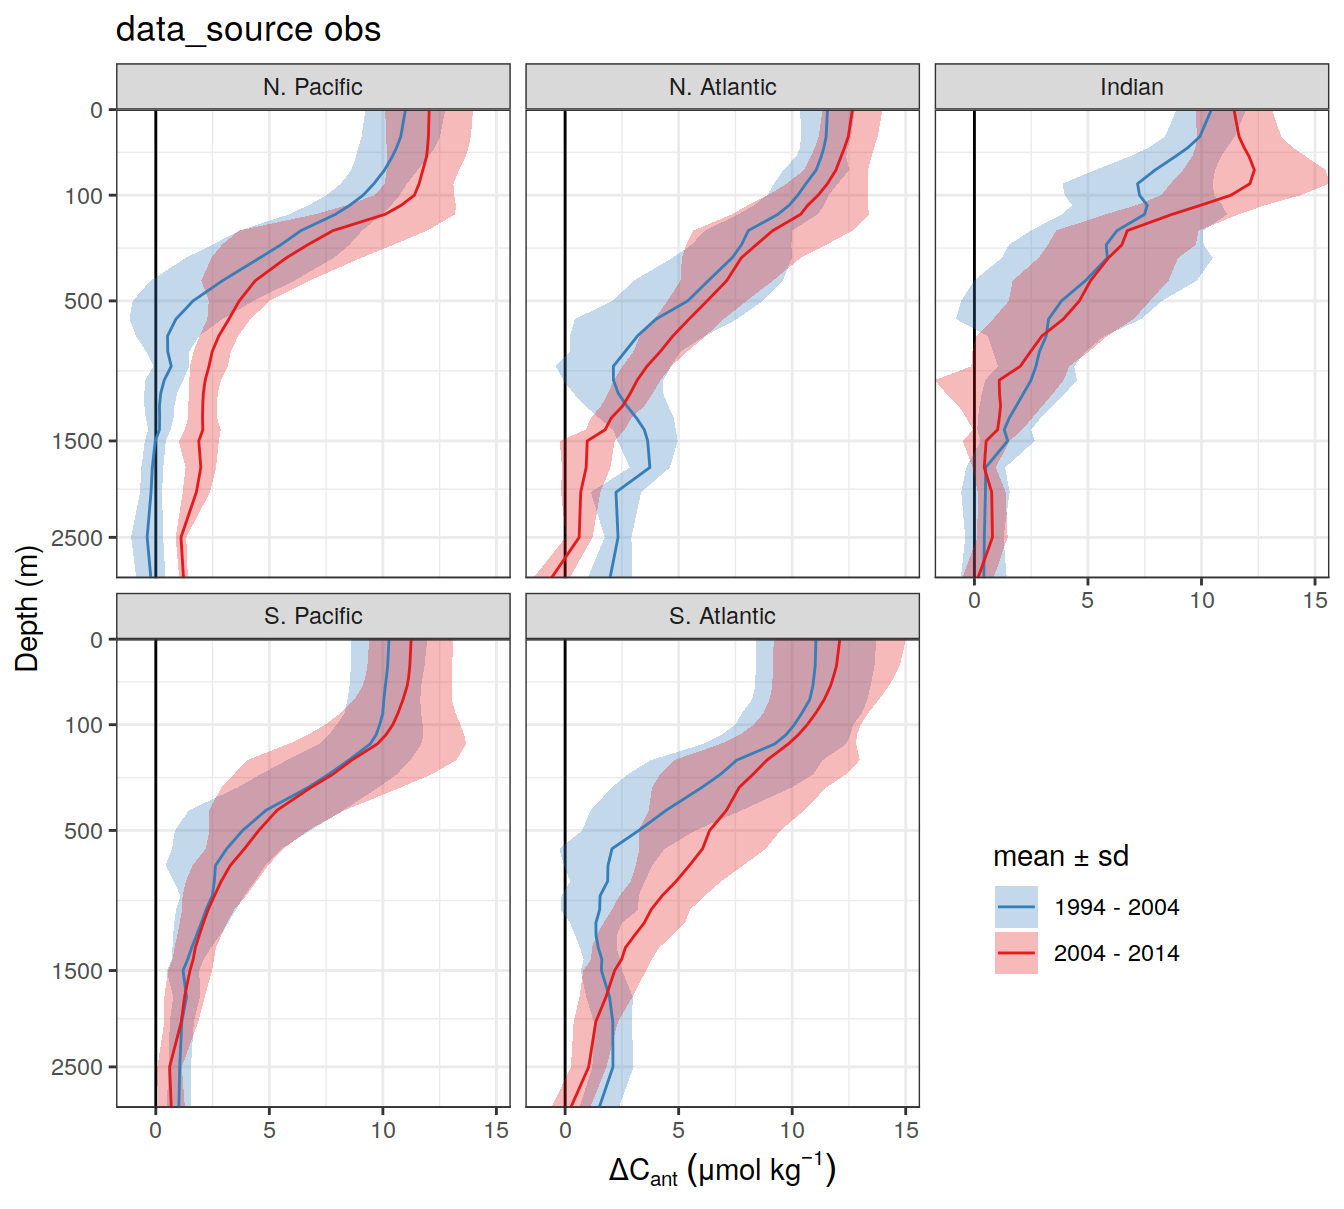 data_source obs
N. Pacific
N. Atlantic
Indian
0
100
500
1500
2500
0
5
10
15
S. Pacific
S. Atlantic
0
100
500
1500
2500
0
5
10
15
0
5
10
15
Depth (m)
ΔCant (µmol kg−1)
mean ± sd
1994 - 2004
2004 - 2014